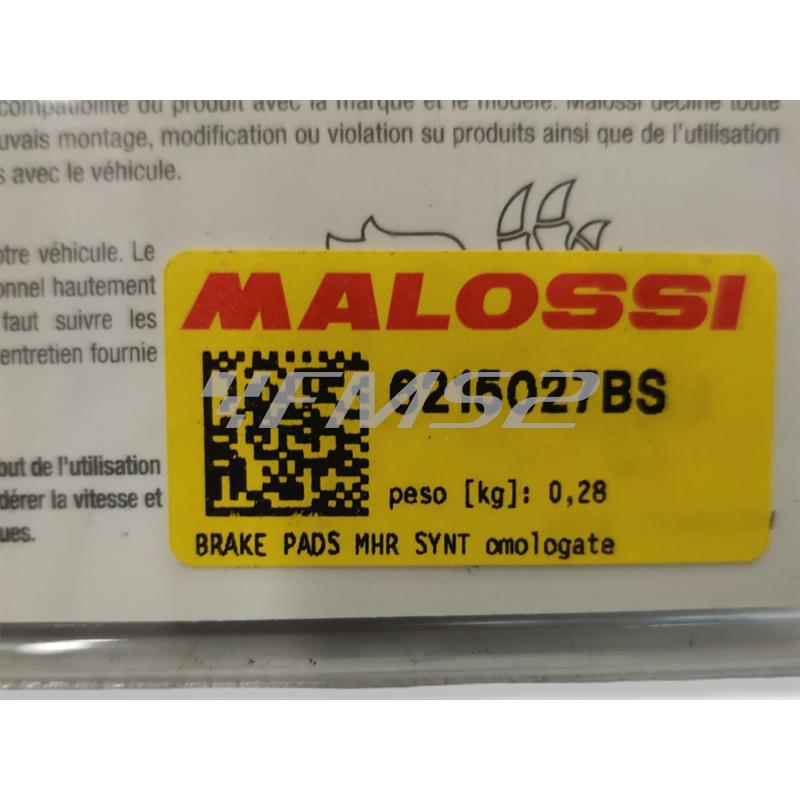 compatibilité du produit avec la marque et le modèle. Malossi décline toute
uvais montage, modification ou violation su produits ainsi que de l'utilisation
s avec le véhicule.
otre véhicule. Le
onnel hautement
faut suivre les
entretien fournie
MALOSSI
6215027BS
FMS2
peso [kg]: 0,28
BRAKE PADS MHR SYNT omologate
out de l'utilisation
dérer la vitesse et
ues.